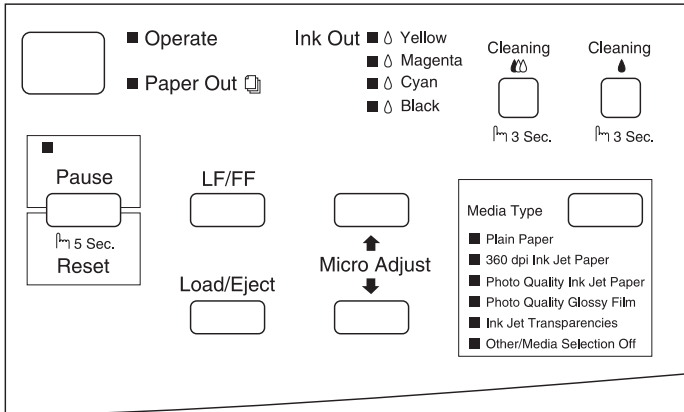 Operate
Paper Out
Ink Out
Yellow
Magenta
Cyan
Black
Cleaning
3 Sec.
Cleaning
3 Sec.
Pause
5 Sec.
Reset
LF/FF
Load/Eject
Micro Adjust
Media Type
Plain Paper
360 dpi Ink Jet Paper
Photo Quality Ink Jet Paper
Photo Quality Glossy Film
Ink Jet Transparencies
Other/Media Selection Off